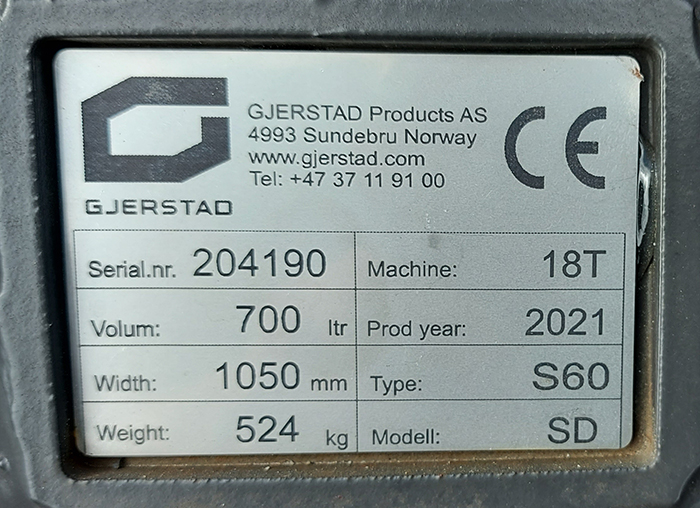 GJERSTAD Products AS
4993 Sundebru Norway
www.gjerstad.com
Tel: +47 37 11 91 00
CE
GJERSTAD
Serial.nr. 204190 Machine: 18T
Volum: 700 ltr Prod year: 2021
Width: 1050 mm Type: S60
Weight: 524 kg Modell: SD